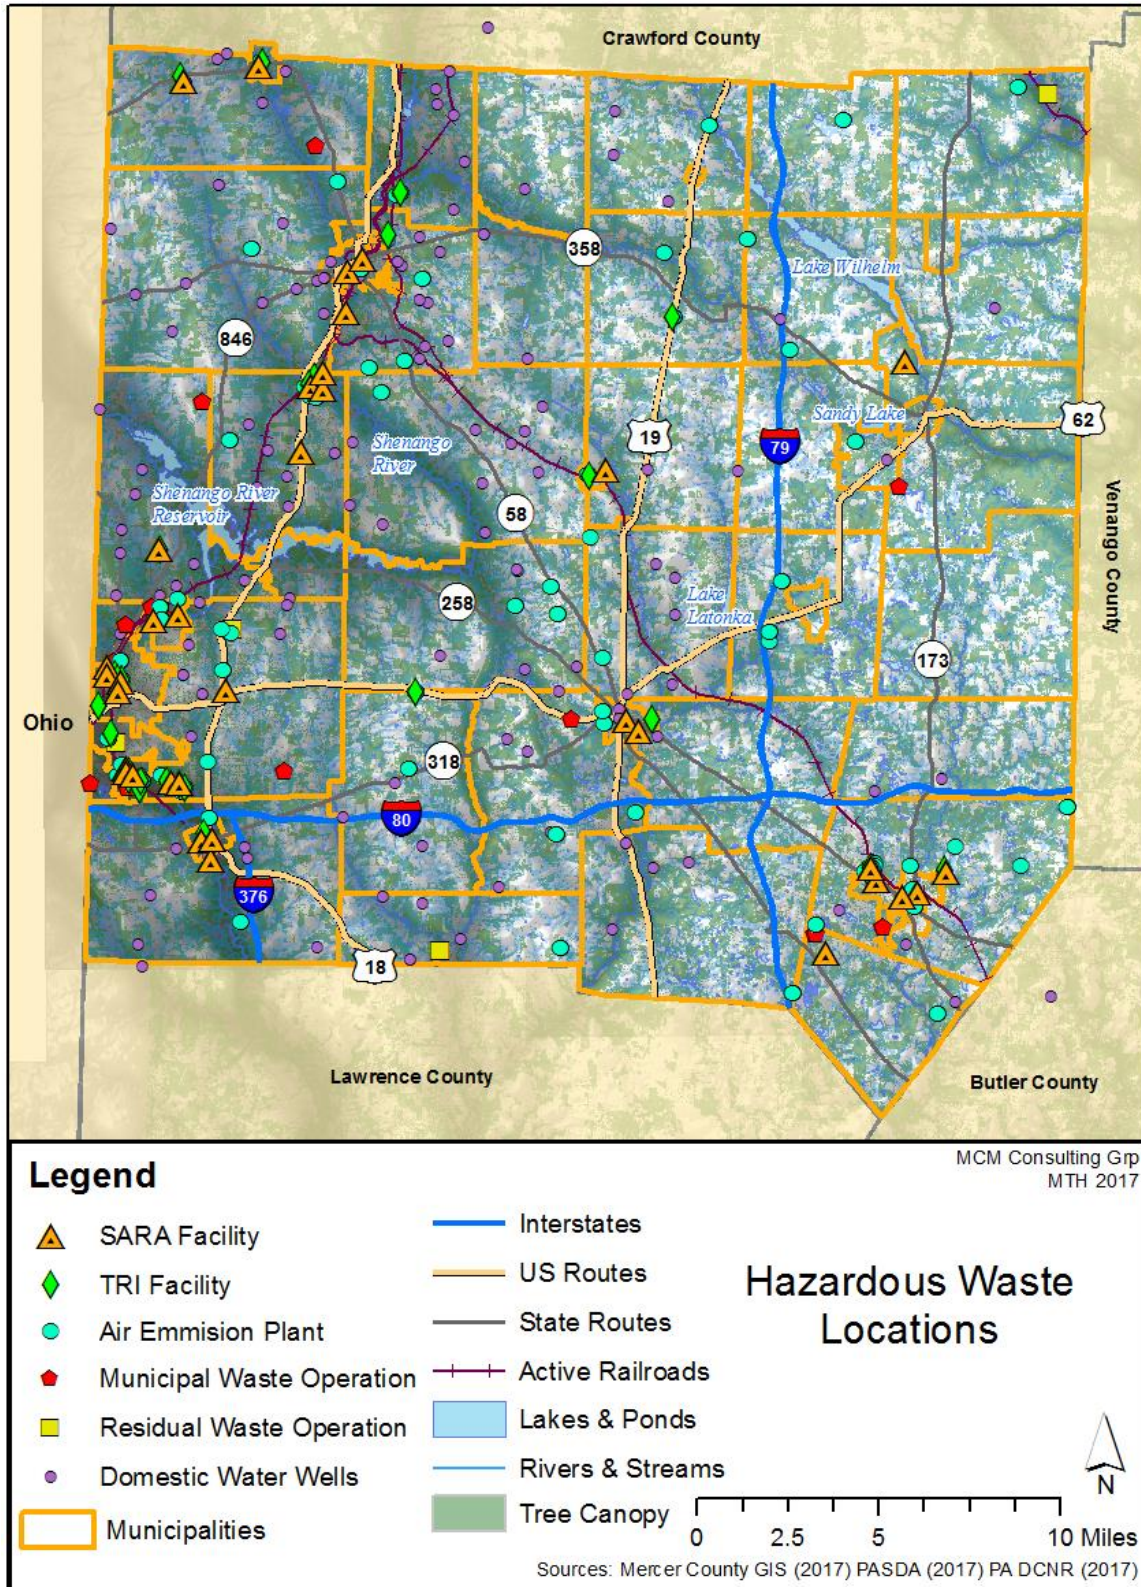 Crawford County
358
Lake Wilhelm
846
Sandy Lake
62
19
79
Shenango
River
Shenango River
Reservoir
58
Venango County
258
Lake
Latonka
173
Ohio
318
80
376
18
Lawrence County
Butler County
Legend
MCM Consulting Grp
MTH 2017
SARA Facility
TRI Facility
Air Emmision Plant
Municipal Waste Operation
Residual Waste Operation
Domestic Water Wells
Municipalities
Interstates
US Routes
State Routes
Active Railroads
Lakes & Ponds
Rivers & Streams
Tree Canopy
Hazardous Waste
Locations
N
0 2.5 5 10 Miles
Sources: Mercer County GIS (2017) PASDA (2017) PA DCNR (2017)